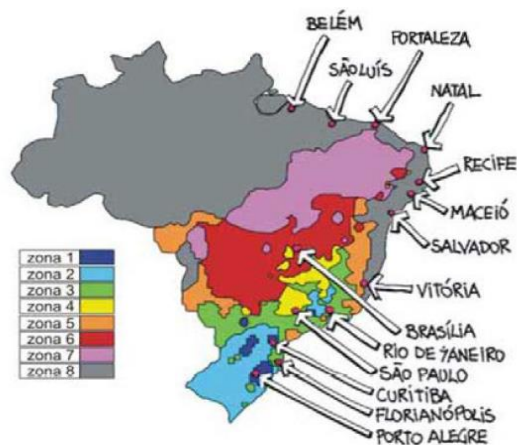 BELÉM
FORTALEZA
SÃO LUÍS
NATAL
RECIFE
MACEIÓ
SALVADOR
VITÓRIA
BRASÍLIA
RIO DE JANEIRO
SÃO PAULO
CURITIBA
FLORIANÓPOLIS
PORTO ALEGRE
zona 1
zona 2
zona 3
zona 4
zona 5
zona 6
zona 7
zona 8